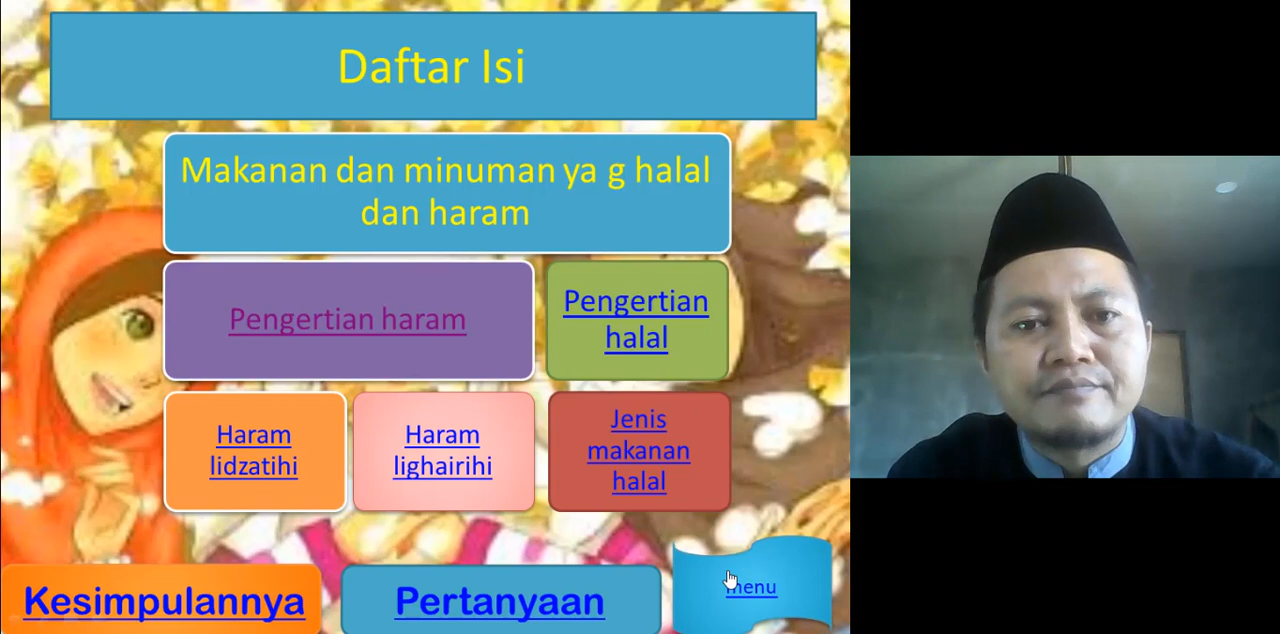 Daftar Isi
Makanan dan minuman ya g halal
dan haram
Pengertian haram
Pengertian
halal
Haram
lidzatihi
Haram
lighairihi
Jenis
makanan
halal
Kesimpulannya
Pertanyaan
menu